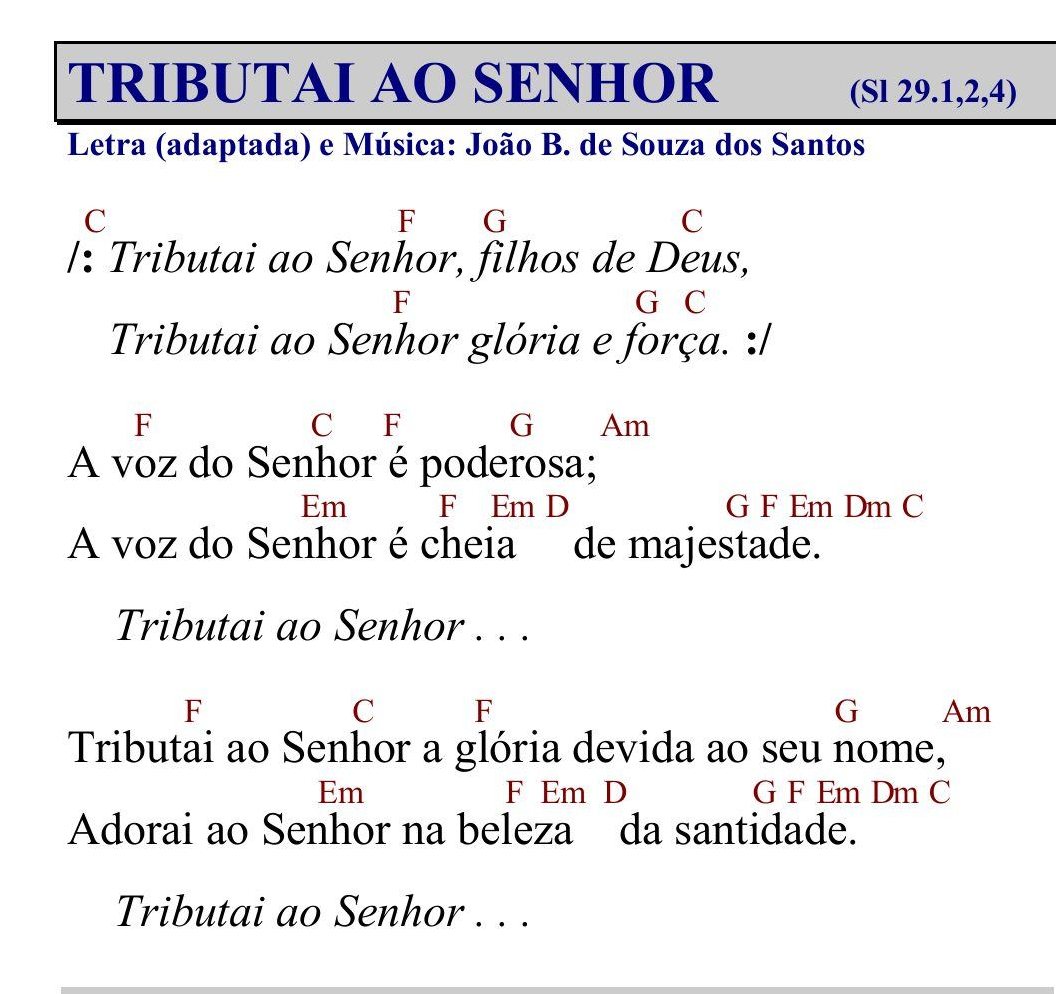 TRIBUTAI AO SENHOR (Sl 29.1,2,4)
Letra (adaptada) e Música: João B. de Souza dos Santos
C F G C
/: Tributai ao Senhor, filhos de Deus,
F G C
Tributai ao Senhor glória e força. :/
F C F G Am
A voz do Senhor é poderosa;
Em F Em D G F Em Dm C
A voz do Senhor é cheia de majestade.
Tributai ao Senhor . . .
F C F G Am
Tributai ao Senhor a glória devida ao seu nome,
Em F Em D G F Em Dm C
Adorai ao Senhor na beleza da santidade.
Tributai ao Senhor . . .